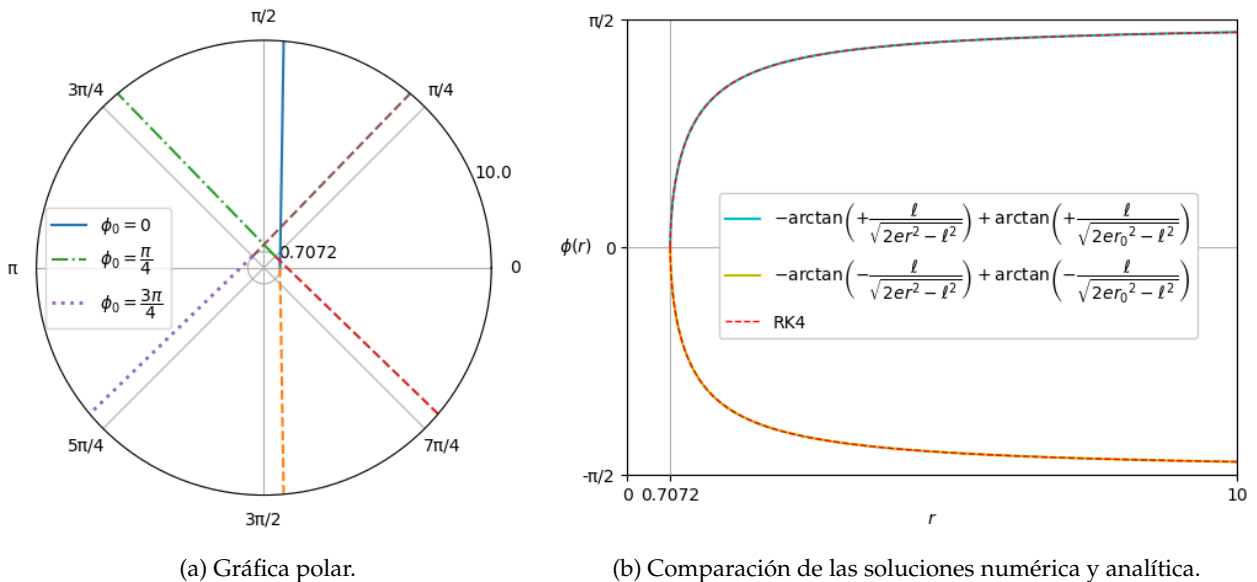 π/2
3π/4
π/4
10.0
ϕ₀ = 0
ϕ₀ = π/4
ϕ₀ = 3π/4
0.7072
π
0
5π/4
7π/4
3π/2
(a) Gráfica polar.
π/2
ϕ(r)
0
-π/2
−arctan(+ℓ/√(2er² − ℓ²)) + arctan(+ℓ/√(2er₀² − ℓ²))
−arctan(−ℓ/√(2er² − ℓ²)) + arctan(−ℓ/√(2er₀² − ℓ²))
RK4
0
0.7072
10
r
(b) Comparación de las soluciones numérica y analítica.